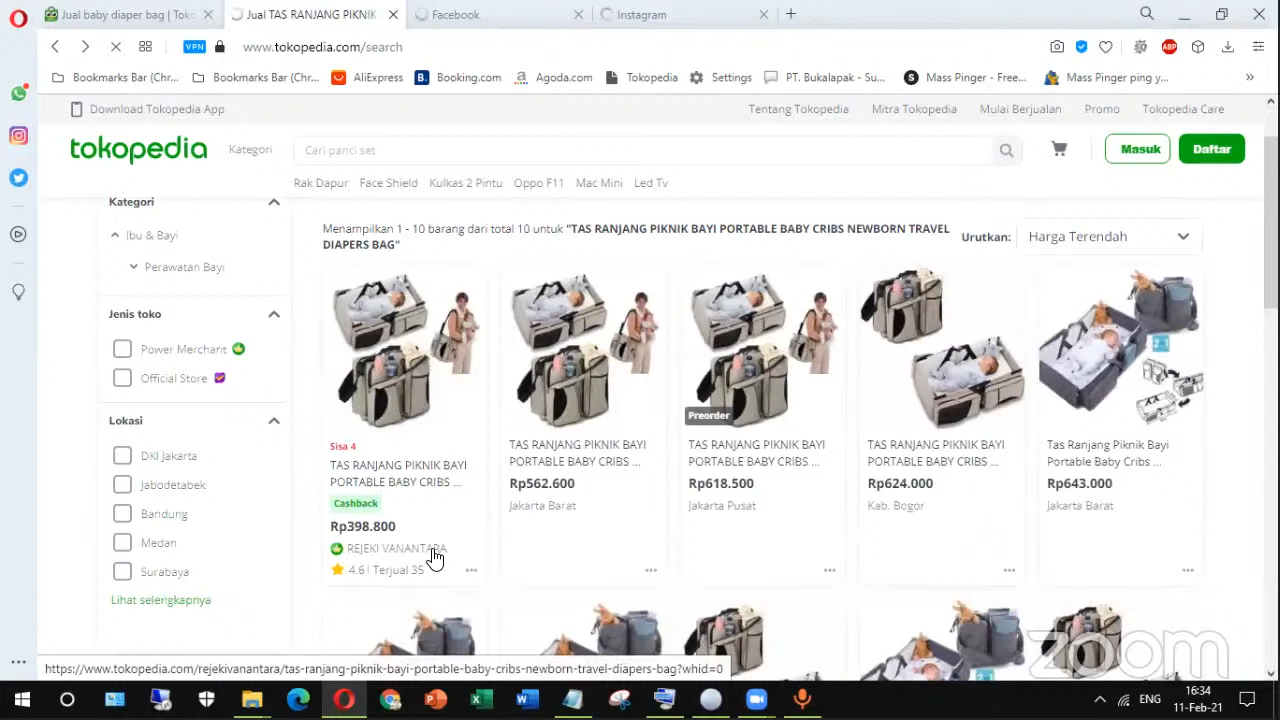 Jual baby diaper bag | Tok
Jual TAS RANJANG PIKNIK
Facebook
Instagram
VPN
www.tokopedia.com/search
ABP
Bookmarks Bar (Chr...
Bookmarks Bar (Chr...
AliExpress
B.
Booking.com
a
Agoda.com
Tokopedia
Settings
PT. Bukalapak - Su...
S
Mass Pinger - Free...
Mass Pinger ping y...
Download Tokopedia App
Tentang Tokopedia
Mitra Tokopedia
Mulai Berjualan
Promo
Tokopedia Care
tokopedia
Kategori
Cari panci set
Masuk
Daftar
Rak Dapur
Face Shield
Kulkas 2 Pintu
Oppo F11
Mac Mini
Led Tv
Kategori
Ibu & Bayi
Perawatan Bayi
Jenis toko
Power Merchant
Official Store
Lokasi
DKI Jakarta
Jabodetabek
Bandung
Medan
Surabaya
Lihat selengkapnya
Menampilkan 1 - 10 barang dari total 10 untuk "TAS RANJANG PIKNIK BAYI PORTABLE BABY CRIBS NEWBORN TRAVEL
DIAPERS BAG"
Urutkan:
Harga Terendah
Sisa 4
TAS RANJANG PIKNIK BAYI
PORTABLE BABY CRIBS ...
Cashback
Rp398.800
REJEKI VANANTARA
4.6 | Terjual 35
TAS RANJANG PIKNIK BAYI
PORTABLE BABY CRIBS ...
Rp562.600
Jakarta Barat
Preorder
TAS RANJANG PIKNIK BAYI
PORTABLE BABY CRIBS ...
Rp618.500
Jakarta Pusat
TAS RANJANG PIKNIK BAYI
PORTABLE BABY CRIBS ...
Rp624.000
Kab. Bogor
Tas Ranjang Piknik Bayi
Portable Baby Cribs ...
Rp643.000
Jakarta Barat
zoom
https://www.tokopedia.com/rejekivanantara/tas-ranjang-piknik-bayi-portable-baby-cribs-newborn-travel-diapers-bag?whid=0
ENG
16:34
11-Feb-21